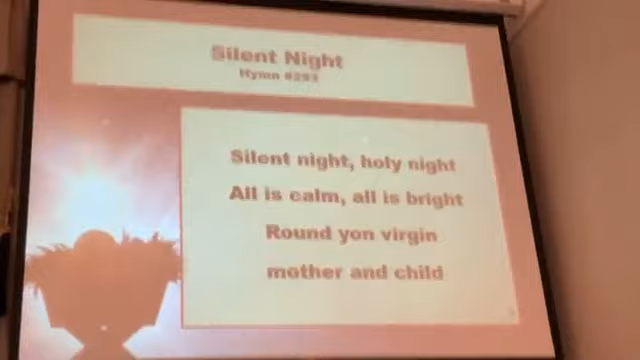 Silent Night
Hymn #293
Silent night, holy night
All is calm, all is bright
Round yon virgin
mother and child